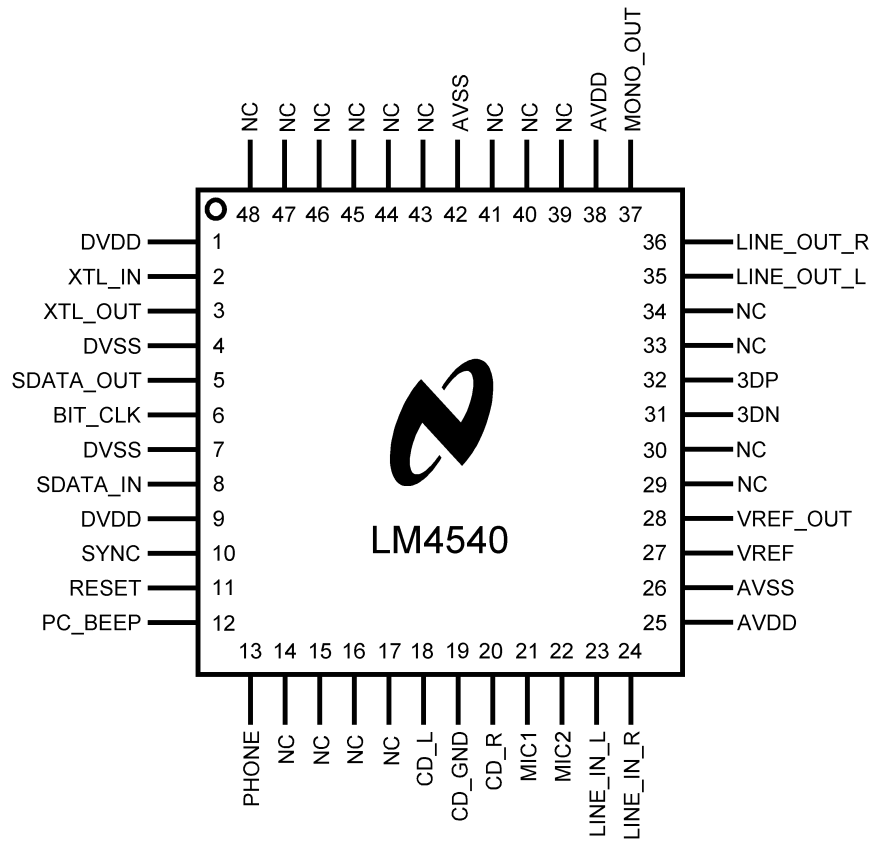 NC NC NC NC NC NC AVSS NC NC NC AVDD MONO_OUT
48 47 46 45 44 43 42 41 40 39 38 37
DVDD 1 36 LINE_OUT_R
XTL_IN 2 35 LINE_OUT_L
XTL_OUT 3 34 NC
DVSS 4 33 NC
SDATA_OUT 5 32 3DP
BIT_CLK 6 31 3DN
DVSS 7 30 NC
SDATA_IN 8 29 NC
DVDD 9 28 VREF_OUT
LM4540
SYNC 10 27 VREF
RESET 11 26 AVSS
PC_BEEP 12 25 AVDD
13 14 15 16 17 18 19 20 21 22 23 24
PHONE NC NC NC NC CD_L CD_GND CD_R MIC1 MIC2 LINE_IN_L LINE_IN_R